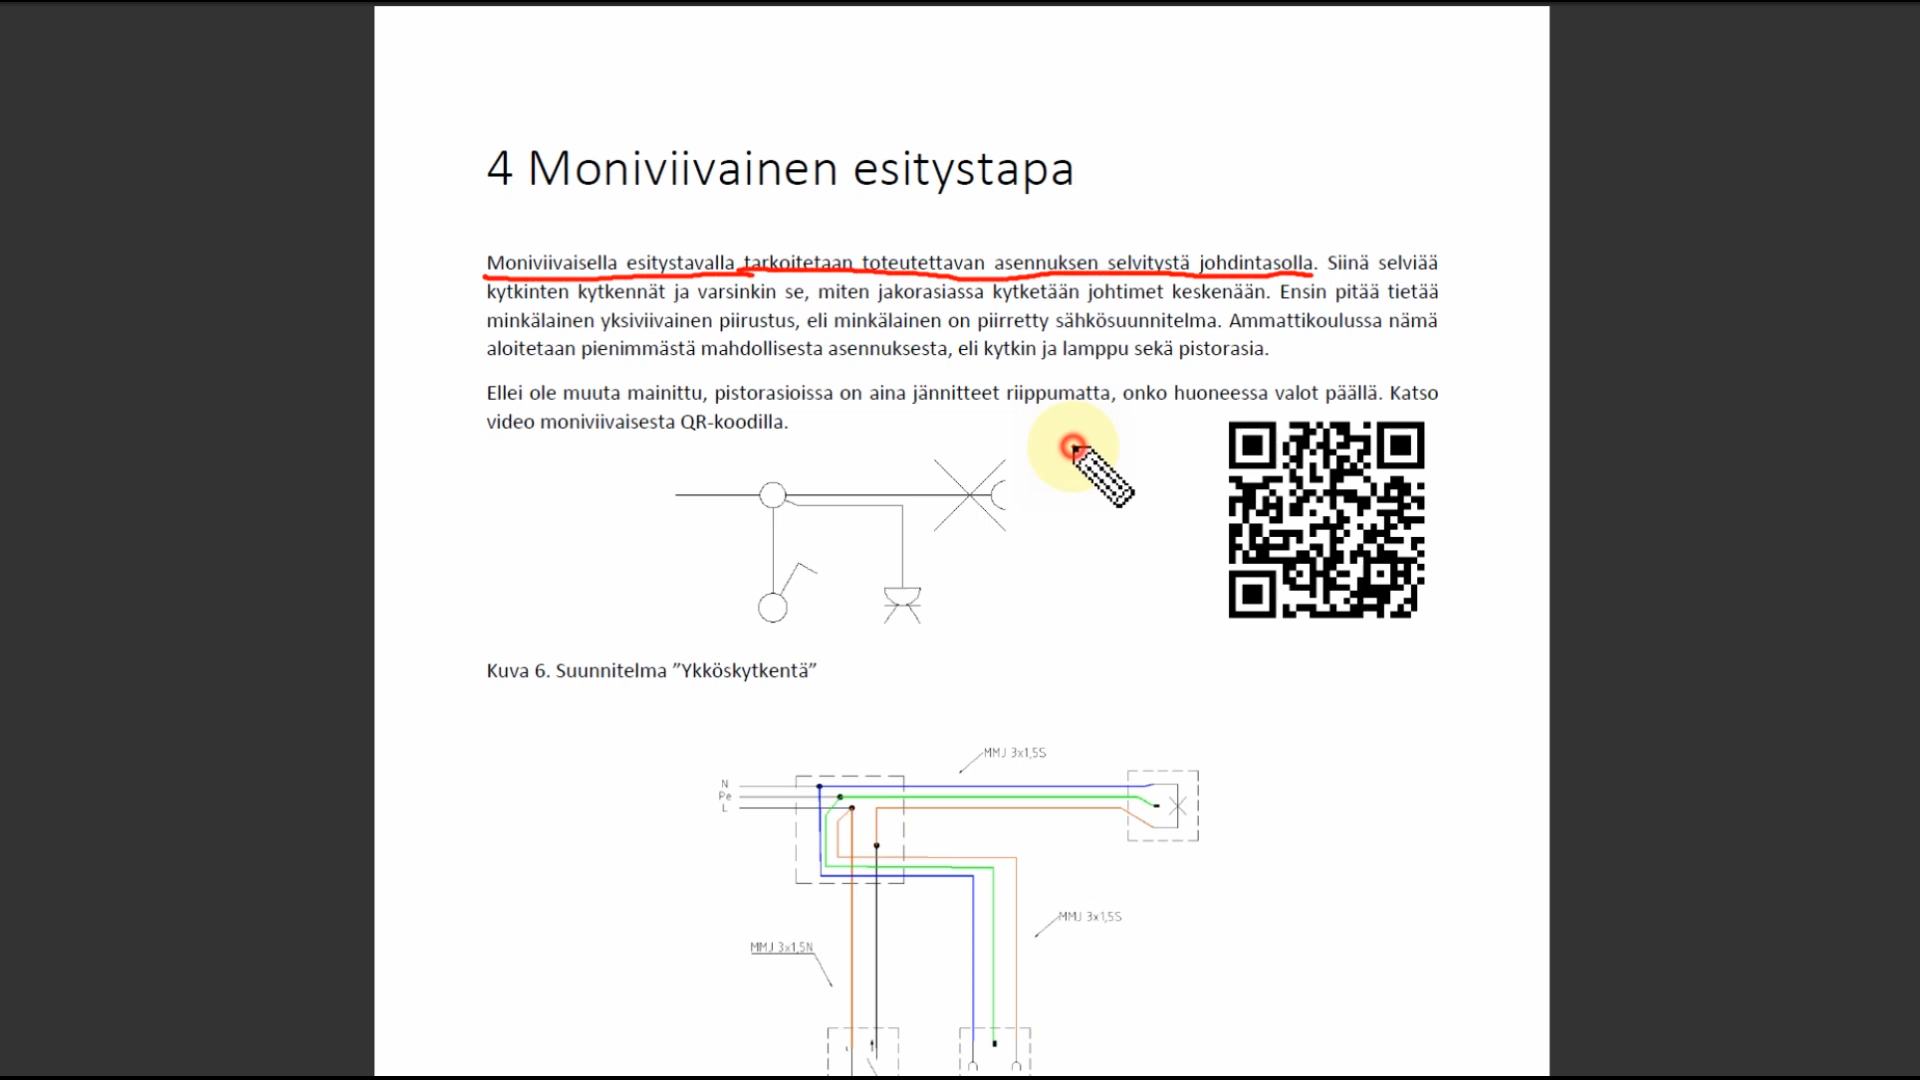 4 Moniviivainen esitystapa
Moniviivaisella esitystavalla tarkoitetaan toteutettavan asennuksen selvitystä johdintasolla. Siinä selviää
kytkinten kytkennät ja varsinkin se, miten jakorasiassa kytketään johtimet keskenään. Ensin pitää tietää
minkälainen yksiviivainen piirustus, eli minkälainen on piirretty sähkösuunnitelma. Ammattikoulussa nämä
aloitetaan pienimmästä mahdollisesta asennuksesta, eli kytkin ja lamppu sekä pistorasia.
Ellei ole muuta mainittu, pistorasioissa on aina jännitteet riippumatta, onko huoneessa valot päällä. Katso
video moniviivaisesta QR-koodilla.
Kuva 6. Suunnitelma ”Ykköskytkentä”
MMJ 3x1,5S
N
Pe
L
MMJ 3x1,5S
MMJ 3x1,5N